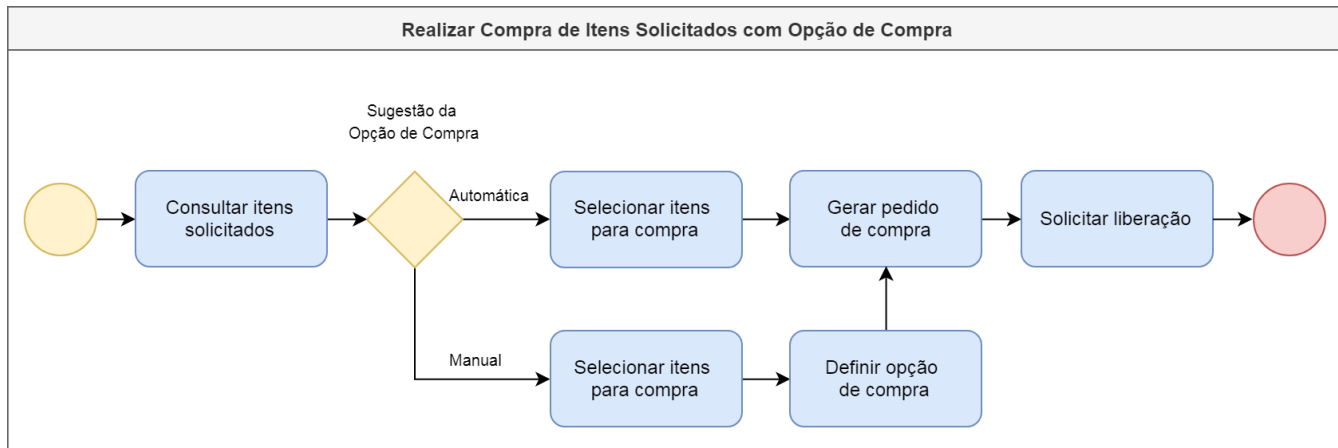 Realizar Compra de Itens Solicitados com Opção de Compra
Sugestão da
Opção de Compra
Consultar itens
solicitados
Automática
Selecionar itens
para compra
Gerar pedido
de compra
Solicitar liberação
Manual
Selecionar itens
para compra
Definir opção
de compra